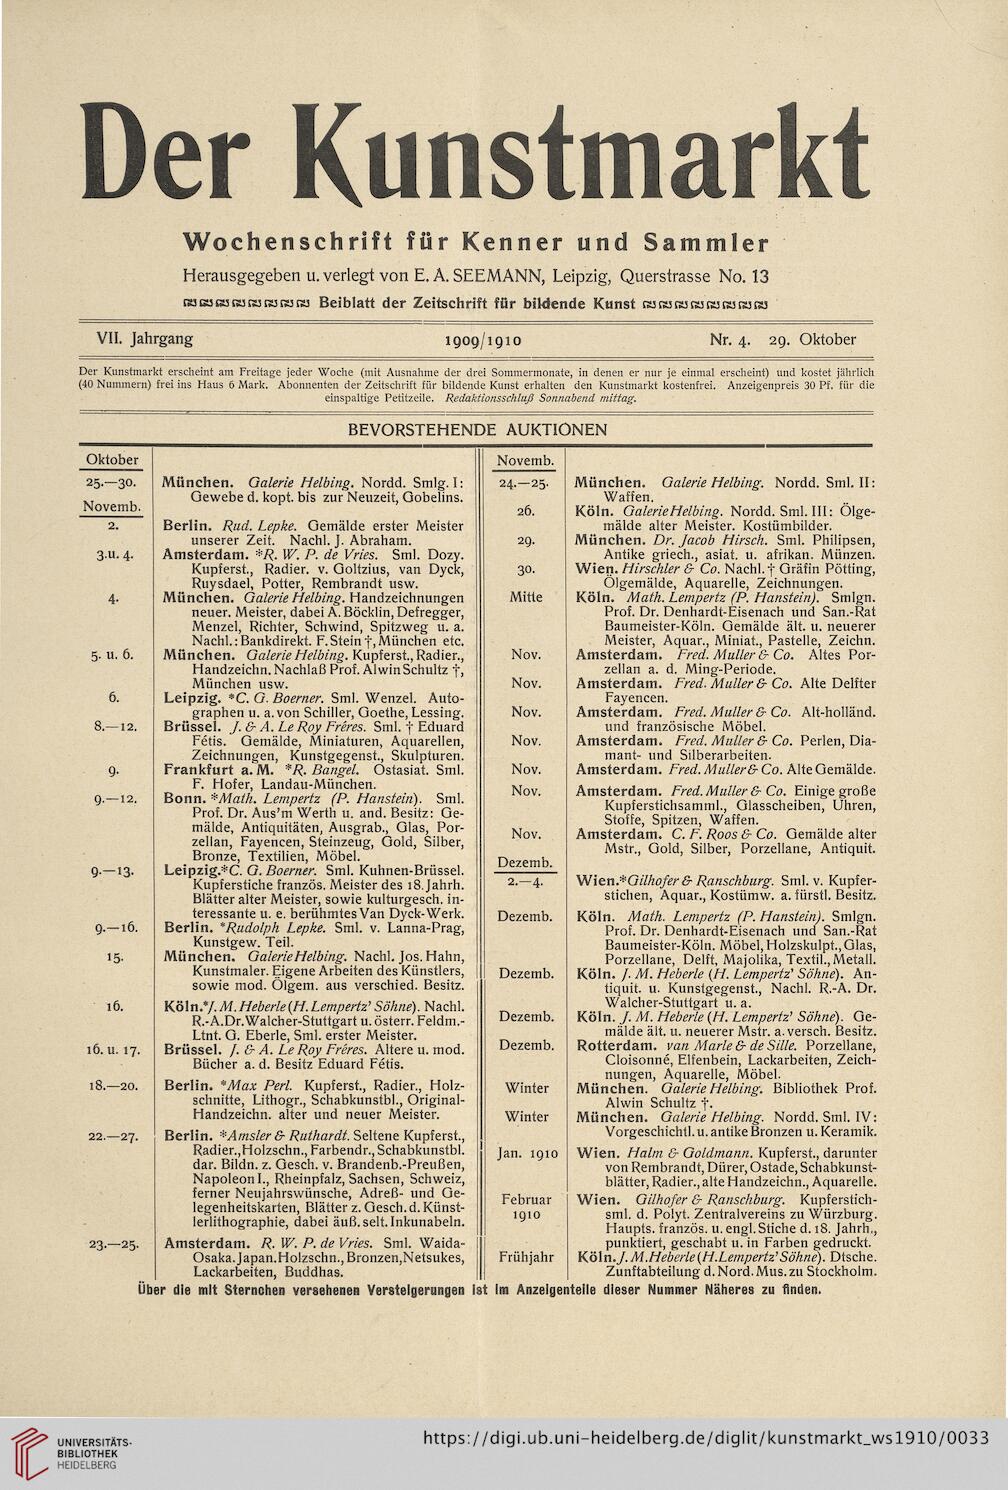 Der Kunstmarkt
Wochenschrift für Kenner und Sammler
Herausgegeben u. verlegt von E. A. SEEMANN, Leipzig, Querstrasse No. 13
Beiblatt der Zeitschrift für bildende Kunst
VII. Jahrgang 1909/1910 Nr. 4. 29. Oktober
Der Kunstmarkt erscheint am Freitage jeder Woche (mit Ausnahme der drei Sommermonate, in denen er nur je einmal erscheint) und kostet jährlich
(40 Nummern) frei ins Haus 6 Mark. Abonnenten der Zeitschrift für bildende Kunst erhalten den Kunstmarkt kostenfrei. Anzeigenpreis 30 Pf. für die
einspaltige Petitzeile. Redaktionsschluß Sonnabend mittag.
BEVORSTEHENDE AUKTIONEN
Oktober
25.—30. München. Galerie Helbing. Nordd. Smlg. I:
Gewebe d. kopt. bis zur Neuzeit, Gobelins.
Novemb.
2. Berlin. Rud. Lepke. Gemälde erster Meister
unserer Zeit. Nachl. J. Abraham.
3. u. 4. Amsterdam. *R. W. P. de Vries. Sml. Dozy.
Kupferst., Radier. v. Goltzius, van Dyck,
Ruysdael, Potter, Rembrandt usw.
4. München. Galerie Helbing. Handzeichnungen
neuer. Meister, dabei A. Böcklin, Defregger,
Menzel, Richter, Schwind, Spitzweg u. a.
Nachl.: Bankdirekt. F. Stein †, München etc.
5. u. 6. München. Galerie Helbing. Kupferst., Radier.,
Handzeichn. Nachlaß Prof. Alwin Schultz †,
München usw.
6. Leipzig. *C. G. Boerner. Sml. Wenzel. Auto-
graphen u. a. von Schiller, Goethe, Lessing.
8.—12. Brüssel. J. & A. Le Roy Fréres. Sml. † Eduard
Fétis. Gemälde, Miniaturen, Aquarellen,
Zeichnungen, Kunstgegenst., Skulpturen.
9. Frankfurt a. M. *R. Bangel. Ostasiat. Sml.
F. Hofer, Landau-München.
9.—12. Bonn. *Math. Lempertz (P. Hanstein). Sml.
Prof. Dr. Aus'm Werth u. and. Besitz: Ge-
mälde, Antiquitäten, Ausgrab., Glas, Por-
zellan, Fayencen, Steinzeug, Gold, Silber,
Bronze, Textilien, Möbel.
9.—13. Leipzig. *C. G. Boerner. Sml. Kuhnen-Brüssel.
Kupferstiche französ. Meister des 18. Jahrh.
Blätter alter Meister, sowie kulturgesch. in-
teressante u. e. berühmtes Van Dyck-Werk.
9.—16. Berlin. *Rudolph Lepke. Sml. v. Lanna-Prag,
Kunstgew. Teil.
15. München. Galerie Helbing. Nachl. Jos. Hahn,
Kunstmaler. Eigene Arbeiten des Künstlers,
sowie mod. Ölgem. aus verschied. Besitz.
16. Köln. *J. M. Heberle (H. Lempertz' Söhne). Nachl.
R.-A. Dr. Walcher-Stuttgart u. österr. Feldm.-
Ltnt. G. Eberle, Sml. erster Meister.
16. u. 17. Brüssel. J. & A. Le Roy Fréres. Altere u. mod.
Bücher a. d. Besitz Eduard Fétis.
18.—20. Berlin. *Max Perl. Kupferst., Radier., Holz-
schnitte, Lithogr., Schabkunstbl., Original-
Handzeichn. alter und neuer Meister.
22.—27. Berlin. *Amsler & Ruthardt. Seltene Kupferst.,
Radier., Holzschn., Farbendr., Schabkunstbl.
dar. Bildn. z. Gesch. v. Brandenb.-Preußen,
Napoleon I., Rheinpfalz, Sachsen, Schweiz,
ferner Neujahrswünsche, Adreß- und Ge-
legenheitskarten, Blätter z. Gesch. d. Künst-
lerlithographie, dabei äuß. selt. Inkunabeln.
23.—25. Amsterdam. R. W. P. de Vries. Sml. Waida-
Osaka. Japan. Holzschn., Bronzen, Netsukes,
Lackarbeiten, Buddhas.
Novemb.
24.—25. München. Galerie Helbing. Nordd. Sml. II:
Waffen.
26. Köln. Galerie Helbing. Nordd. Sml. III: Ölge-
mälde alter Meister. Kostümbilder.
29. München. Dr. Jacob Hirsch. Sml. Philipsen,
Antike griech., asiat. u. afrikan. Münzen.
30. Wien. Hirschler & Co. Nachl. † Gräfin Pötting,
Ölgemälde, Aquarelle, Zeichnungen.
Mitte Köln. Math. Lempertz (P. Hanstein). Smlgn.
Prof. Dr. Denhardt-Eisenach und San.-Rat
Baumeister-Köln. Gemälde ält. u. neuerer
Meister, Aquar., Miniat., Pastelle, Zeichn.
Nov. Amsterdam. Fred. Muller & Co. Altes Por-
zellan a. d. Ming-Periode.
Nov. Amsterdam. Fred. Muller & Co. Alte Delfter
Fayencen.
Nov. Amsterdam. Fred. Muller & Co. Alt-holländ.
und französische Möbel.
Nov. Amsterdam. Fred. Muller & Co. Perlen, Dia-
mant- und Silberarbeiten.
Nov. Amsterdam. Fred. Muller & Co. Alte Gemälde.
Nov. Amsterdam. Fred. Muller & Co. Einige große
Kupferstichsamml., Glasscheiben, Uhren,
Stoffe, Spitzen, Waffen.
Nov. Amsterdam. C. F. Roos & Co. Gemälde alter
Mstr., Gold, Silber, Porzellane, Antiquit.
Dezemb.
2.—4. Wien. *Gilhofer & Ranschburg. Sml. v. Kupfer-
stichen, Aquar., Kostümw. a. fürstl. Besitz.
Dezemb. Köln. Math. Lempertz (P. Hanstein). Smlgn.
Prof. Dr. Denhardt-Eisenach und San.-Rat
Baumeister-Köln. Möbel, Holzskulpt., Glas,
Porzellane, Delft, Majolika, Textil., Metall.
Dezemb. Köln. J. M. Heberle (H. Lempertz' Söhne). An-
tiquit. u. Kunstgegenst., Nachl. R.-A. Dr.
Walcher-Stuttgart u. a.
Dezemb. Köln. J. M. Heberle (H. Lempertz' Söhne). Ge-
mälde ält. u. neuerer Mstr. a. versch. Besitz.
Dezemb. Rotterdam. van Marle & de Sille. Porzellane,
Cloisonné, Elfenbein, Lackarbeiten, Zeich-
nungen, Aquarelle, Möbel.
Winter München. Galerie Helbing. Bibliothek Prof.
Alwin Schultz †.
Winter München. Galerie Helbing. Nordd. Sml. IV:
Vorgeschichtl. u. antike Bronzen u. Keramik.
Jan. 1910 Wien. Halm & Goldmann. Kupferst., darunter
von Rembrandt, Dürer, Ostade, Schabkunst-
blätter, Radier., alte Handzeichn., Aquarelle.
Februar 1910 Wien. Gilhofer & Ranschburg. Kupferstich-
sml. d. Polyt. Zentralvereins zu Würzburg.
Haupts. französ. u. engl. Stiche d. 18. Jahrh.,
punktiert, geschabt u. in Farben gedruckt.
Frühjahr Köln. J. M. Heberle (H. Lempertz' Söhne). Dtsche.
Zunftabteilung d. Nord. Mus. zu Stockholm.
Über die mit Sternchen versehenen Versteigerungen ist im Anzeigenteile dieser Nummer Näheres zu finden.
UNIVERSITÄTS-
BIBLIOTHEK
HEIDELBERG
https://digi.ub.uni-heidelberg.de/diglit/kunstmarkt_ws1910/0033